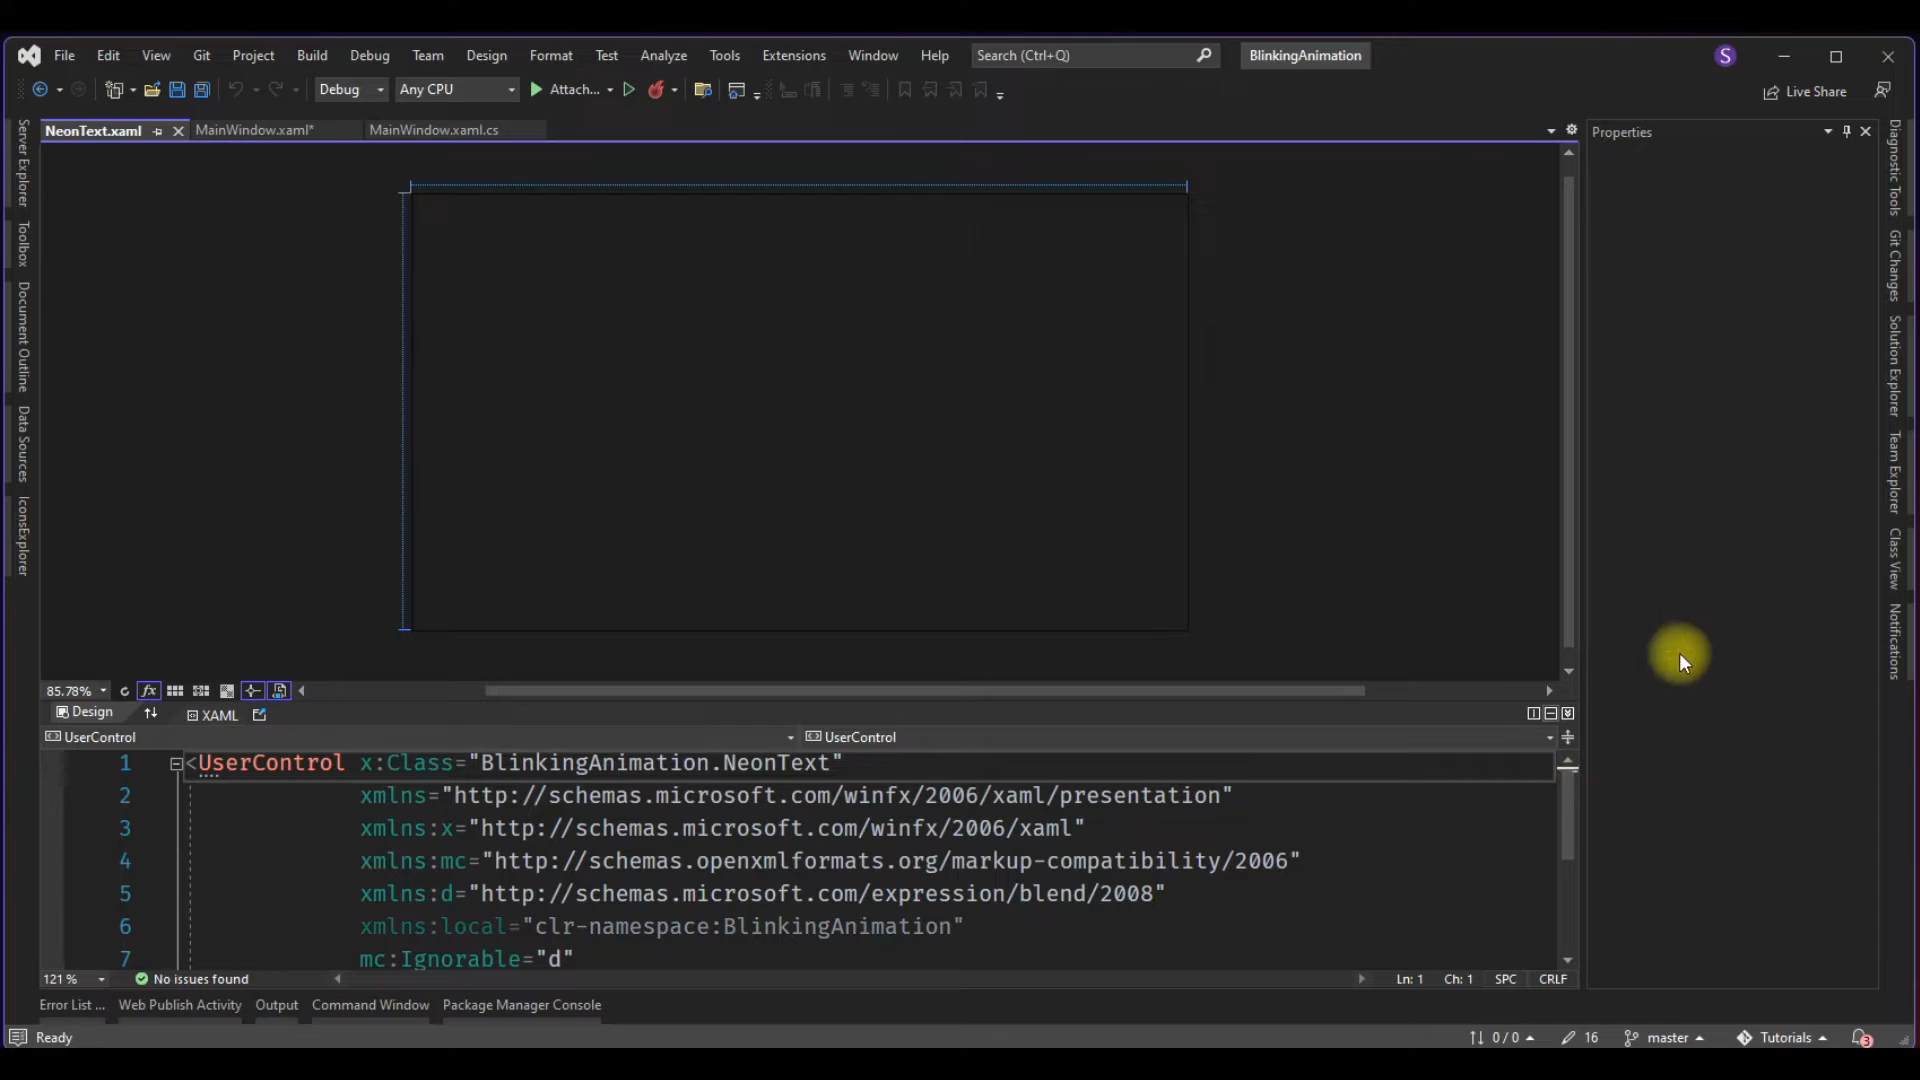 File Edit View Git Project Build Debug Team Design Format Test Analyze Tools Extensions Window Help Search (Ctrl+Q) BlinkingAnimation S
Debug Any CPU Attach... Live Share
NeonText.xaml MainWindow.xaml* MainWindow.xaml.cs
Properties
Server Explorer
Toolbox
Document Outline
Data Sources
IconsExplorer
Diagnostic Tools
Git Changes
Solution Explorer
Team Explorer
Class View
Notifications
85.78% fx
Design XAML
UserControl UserControl
1 <UserControl x:Class="BlinkingAnimation.NeonText"
2 xmlns="http://schemas.microsoft.com/winfx/2006/xaml/presentation"
3 xmlns:x="http://schemas.microsoft.com/winfx/2006/xaml"
4 xmlns:mc="http://schemas.openxmlformats.org/markup-compatibility/2006"
5 xmlns:d="http://schemas.microsoft.com/expression/blend/2008"
6 xmlns:local="clr-namespace:BlinkingAnimation"
7 mc:Ignorable="d"
121 % No issues found Ln: 1 Ch: 1 SPC CRLF
Error List ... Web Publish Activity Output Command Window Package Manager Console
Ready 0 / 0 16 master Tutorials 3